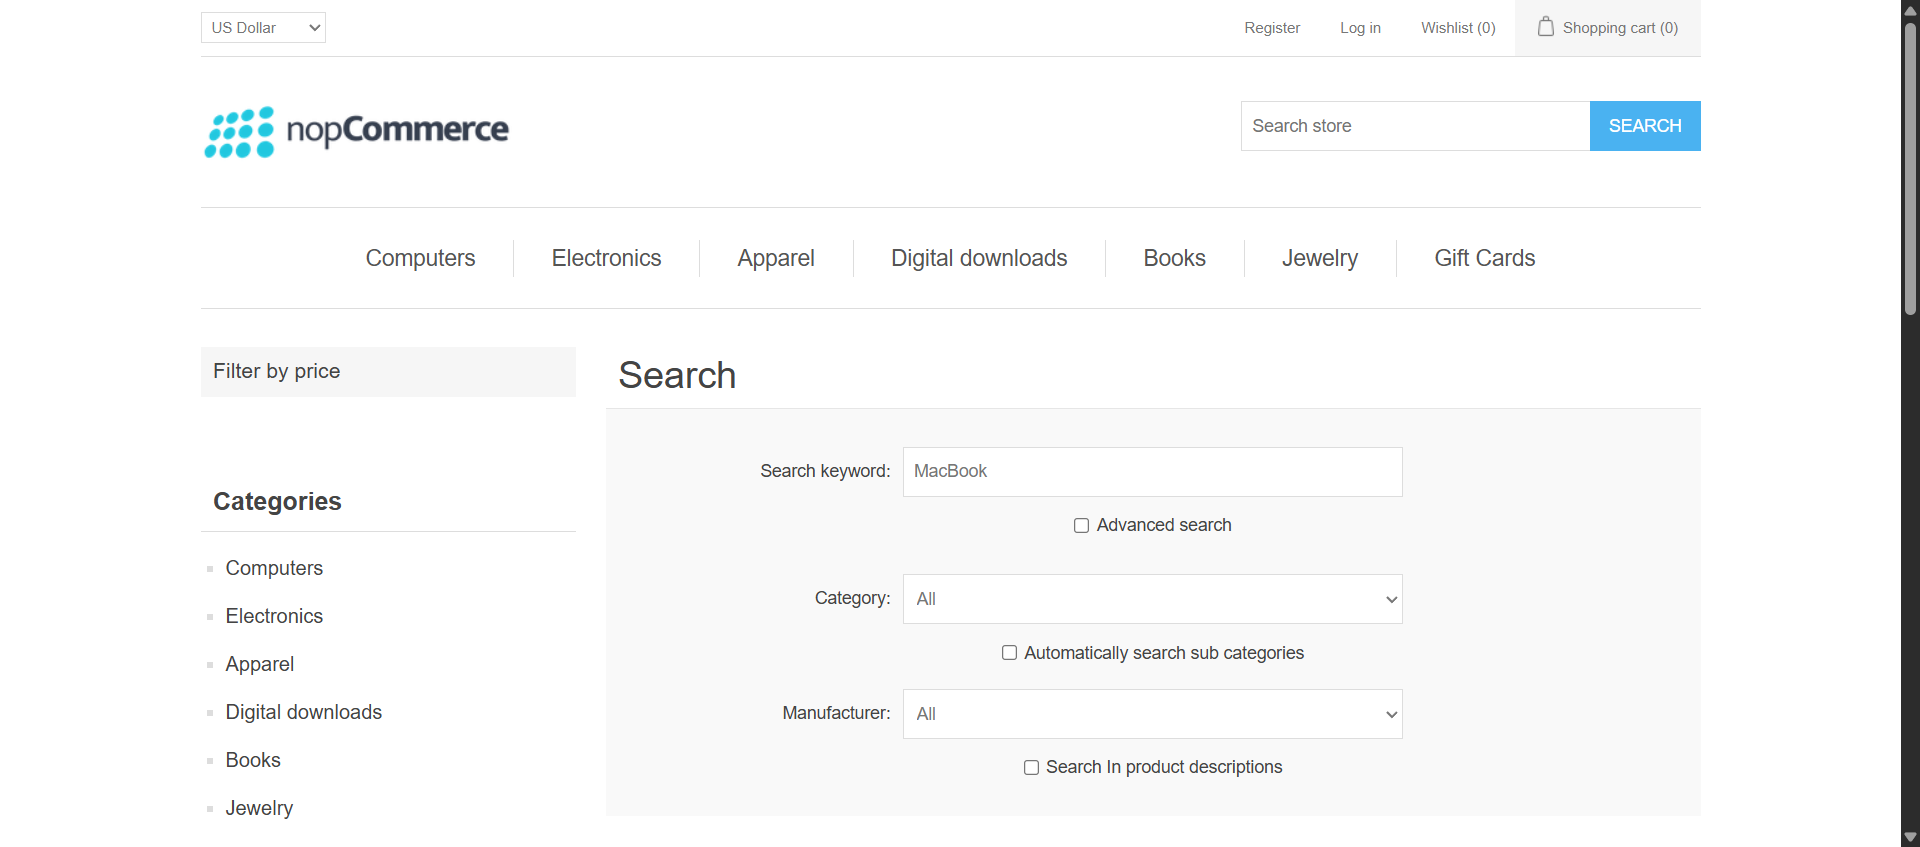 US Dollar
Register
Log in
Wishlist (0)
Shopping cart (0)
nopCommerce
Search store
SEARCH
Computers
Electronics
Apparel
Digital downloads
Books
Jewelry
Gift Cards
Filter by price
Categories
Computers
Electronics
Apparel
Digital downloads
Books
Jewelry
Search
Search keyword:
MacBook
Advanced search
Category:
All
Automatically search sub categories
Manufacturer:
All
Search In product descriptions